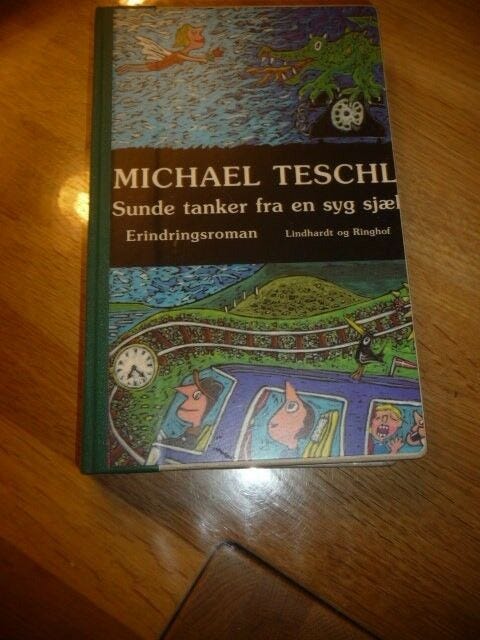 MICHAEL TESCHL
Sunde tanker fra en syg sjæl
Erindringsroman Lindhardt og Ringhof